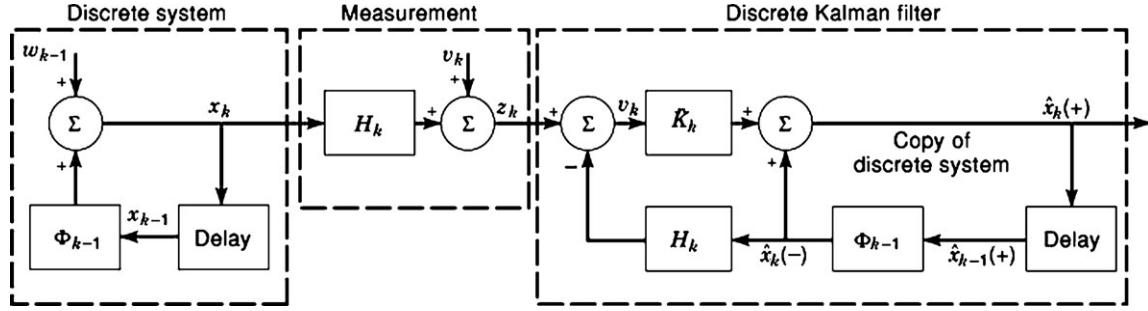 Discrete system
Measurement
Discrete Kalman filter
w_{k-1}
+
Σ
+
x_k
Φ_{k-1}
x_{k-1}
Delay
H_k
v_k
+
+
Σ
z_k
+
Σ
−
v_k
K̄_k
+
Σ
+
x̂_k(+)
Copy of
discrete system
H_k
x̂_k(−)
Φ_{k-1}
x̂_{k-1}(+)
Delay